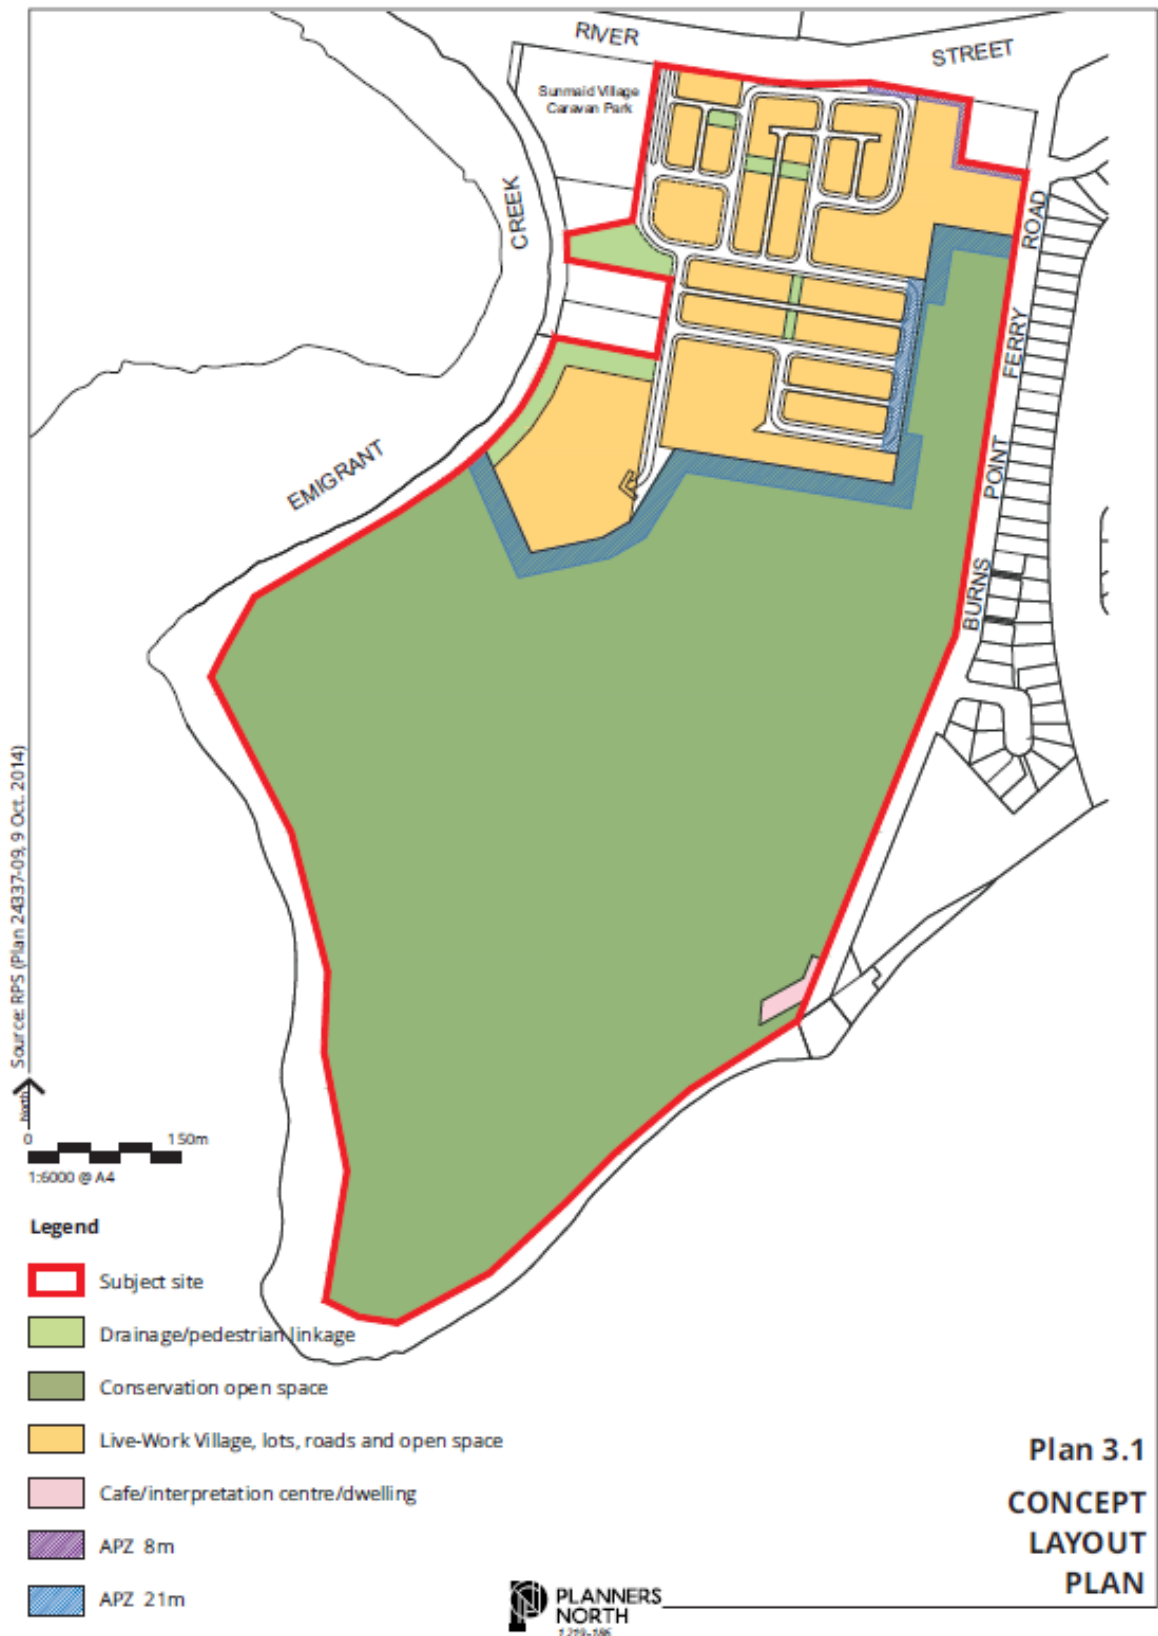 RIVER
STREET
Sunmaid Village
Caravan Park
CREEK
ROAD
FERRY
POINT
BURNS
EMIGRANT
Source: RPS (Plan 24337-09, 9 Oct. 2014)
North
0 150m
1:6000 @ A4
Legend
Subject site
Drainage/pedestrian linkage
Conservation open space
Live-Work Village, lots, roads and open space
Cafe/interpretation centre/dwelling
APZ 8m
APZ 21m
Plan 3.1
CONCEPT
LAYOUT
PLAN
PLANNERS
NORTH